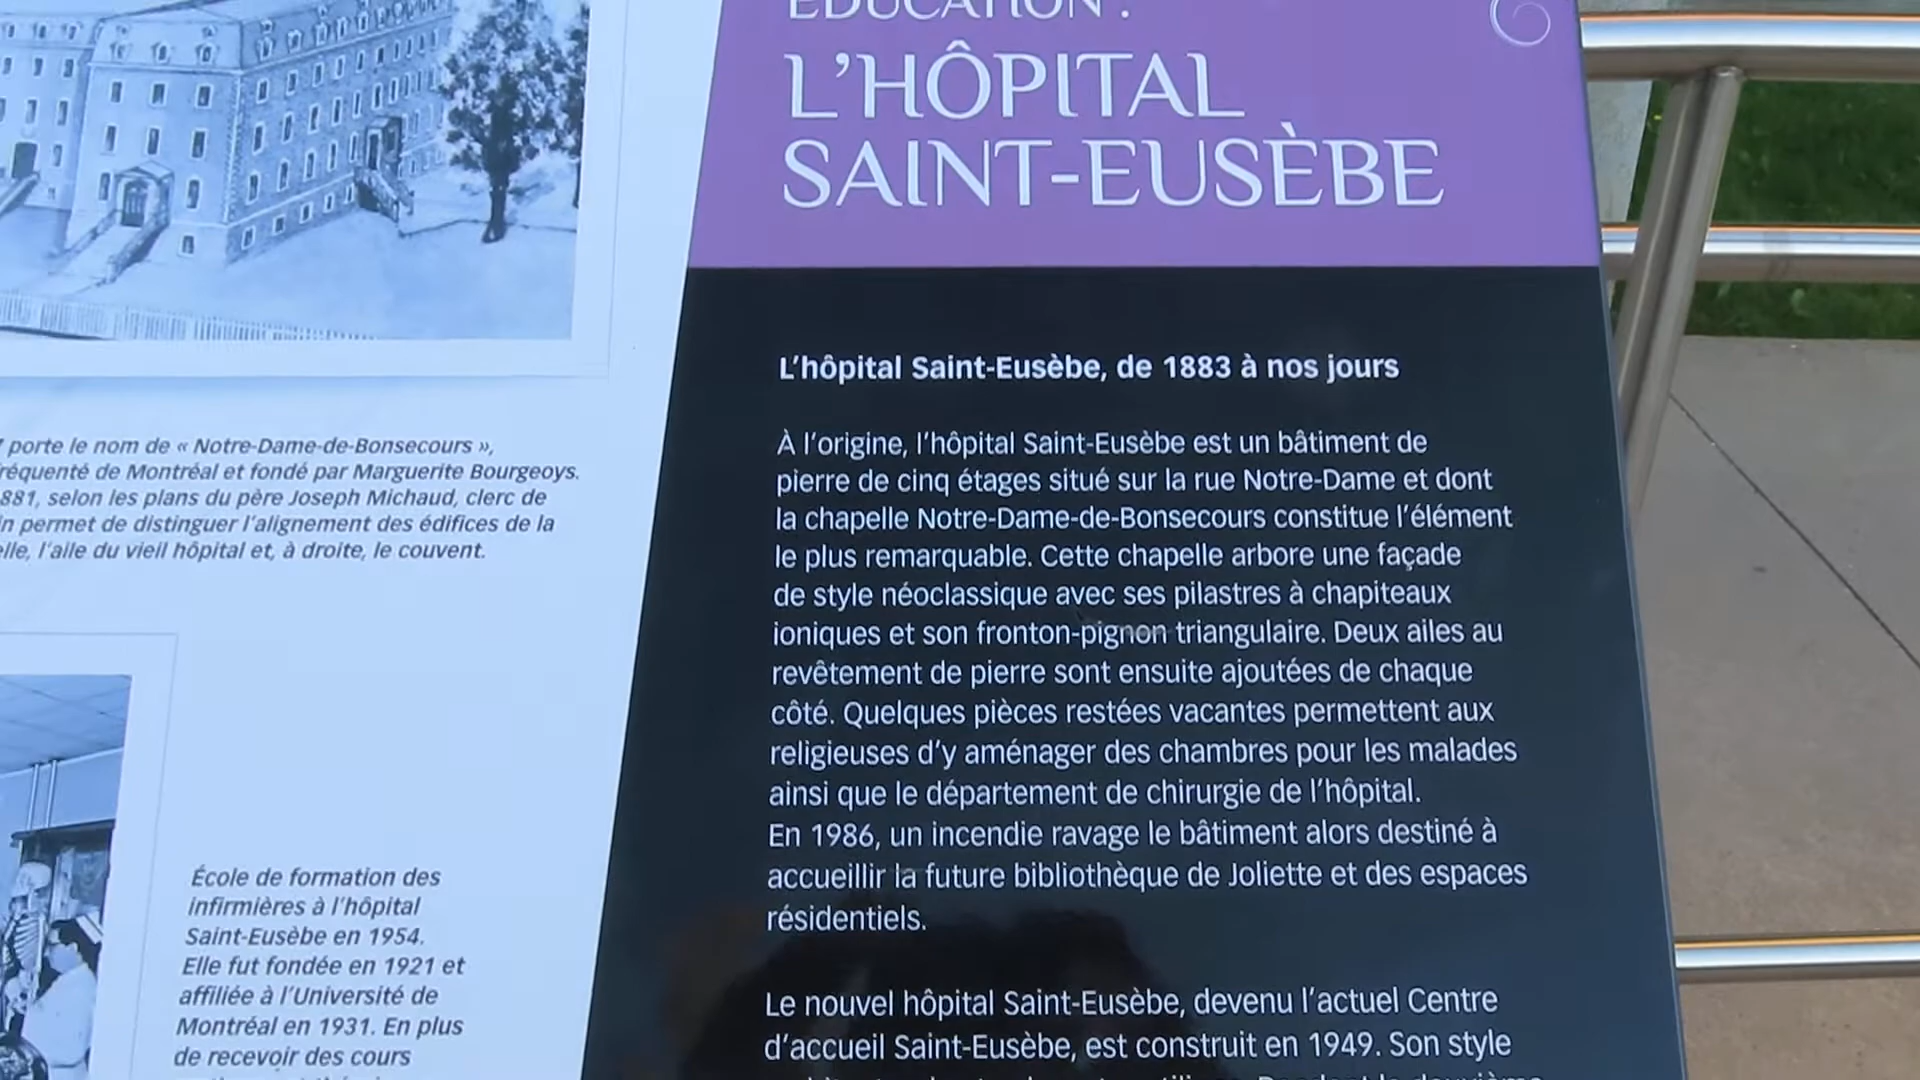 ÉDUCATION :
L'HÔPITAL
SAINT-EUSÈBE
L'hôpital Saint-Eusèbe, de 1883 à nos jours
À l'origine, l'hôpital Saint-Eusèbe est un bâtiment de
pierre de cinq étages situé sur la rue Notre-Dame et dont
la chapelle Notre-Dame-de-Bonsecours constitue l'élément
le plus remarquable. Cette chapelle arbore une façade
de style néoclassique avec ses pilastres à chapiteaux
ioniques et son fronton-pignon triangulaire. Deux ailes au
revêtement de pierre sont ensuite ajoutées de chaque
côté. Quelques pièces restées vacantes permettent aux
religieuses d'y aménager des chambres pour les malades
ainsi que le département de chirurgie de l'hôpital.
En 1986, un incendie ravage le bâtiment alors destiné à
accueillir la future bibliothèque de Joliette et des espaces
résidentiels.
Le nouvel hôpital Saint-Eusèbe, devenu l'actuel Centre
d'accueil Saint-Eusèbe, est construit en 1949. Son style
porte le nom de « Notre-Dame-de-Bonsecours »,
réquenté de Montréal et fondé par Marguerite Bourgeoys.
881, selon les plans du père Joseph Michaud, clerc de
n permet de distinguer l'alignement des édifices de la
elle, l'aile du vieil hôpital et, à droite, le couvent.
École de formation des
infirmières à l'hôpital
Saint-Eusèbe en 1954.
Elle fut fondée en 1921 et
affiliée à l'Université de
Montréal en 1931. En plus
de recevoir des cours